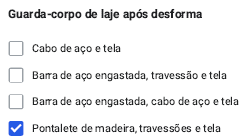 Guarda-corpo de laje após desforma
Cabo de aço e tela
Barra de aço engastada, travessão e tela
Barra de aço engastada, cabo de aço e tela
Pontalete de madeira, travessões e tela